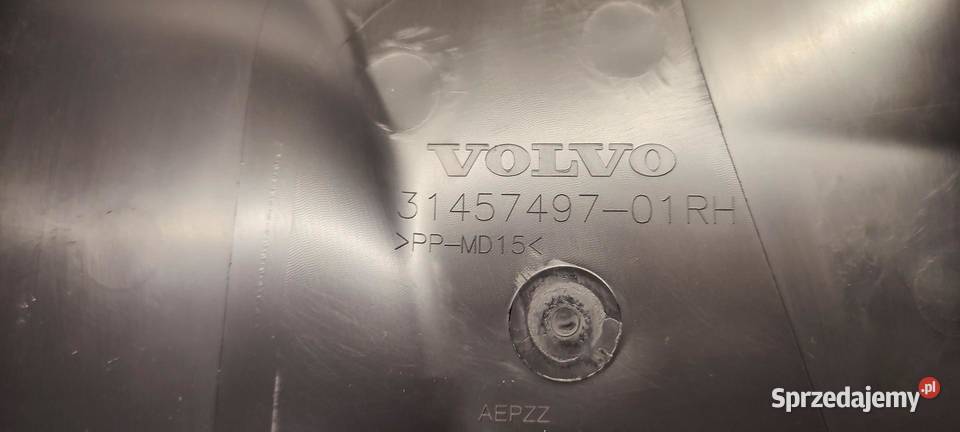 VOLVO
31457497-01RH
>PP-MD15<
AEPZZ
Sprzedajemy.pl